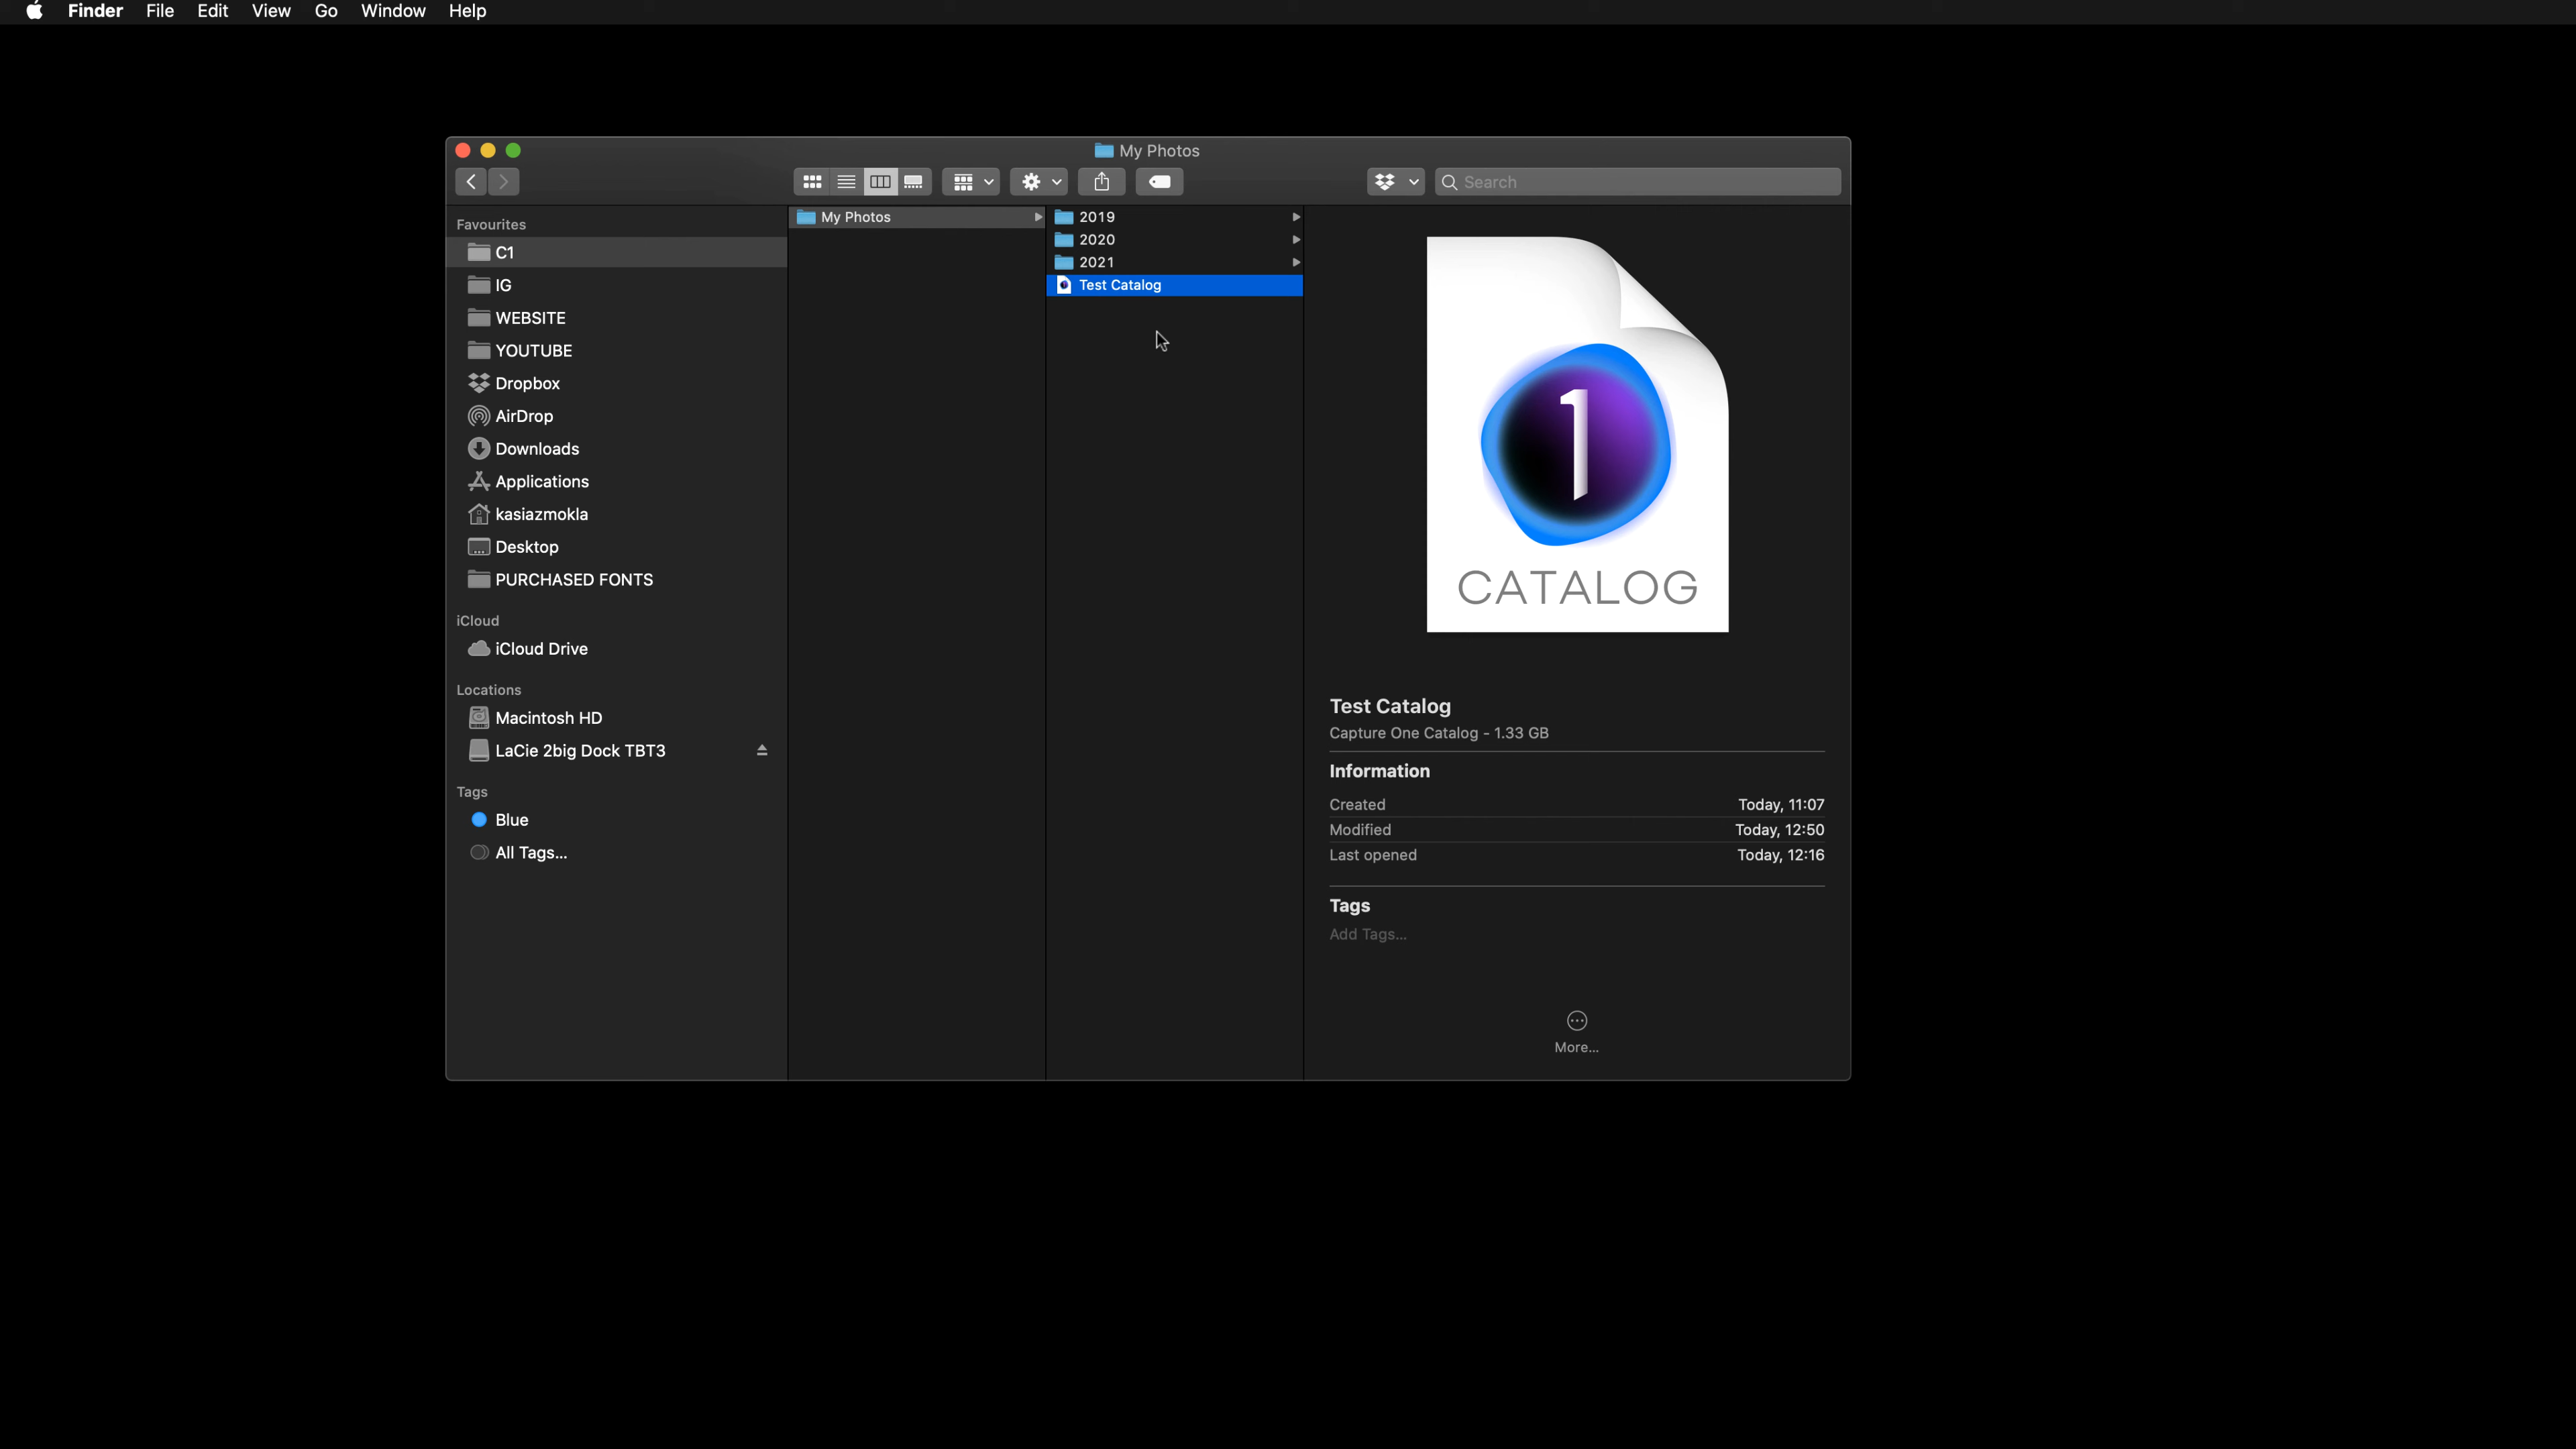 Finder File Edit View Go Window Help
My Photos
Search
Favourites
C1
IG
WEBSITE
YOUTUBE
Dropbox
AirDrop
Downloads
Applications
kasiazmokla
Desktop
PURCHASED FONTS
iCloud
iCloud Drive
Locations
Macintosh HD
LaCie 2big Dock TBT3
Tags
Blue
All Tags...
My Photos
2019
2020
2021
Test Catalog
1
CATALOG
Test Catalog
Capture One Catalog - 1.33 GB
Information
Created Today, 11:07
Modified Today, 12:50
Last opened Today, 12:16
Tags
Add Tags...
More...